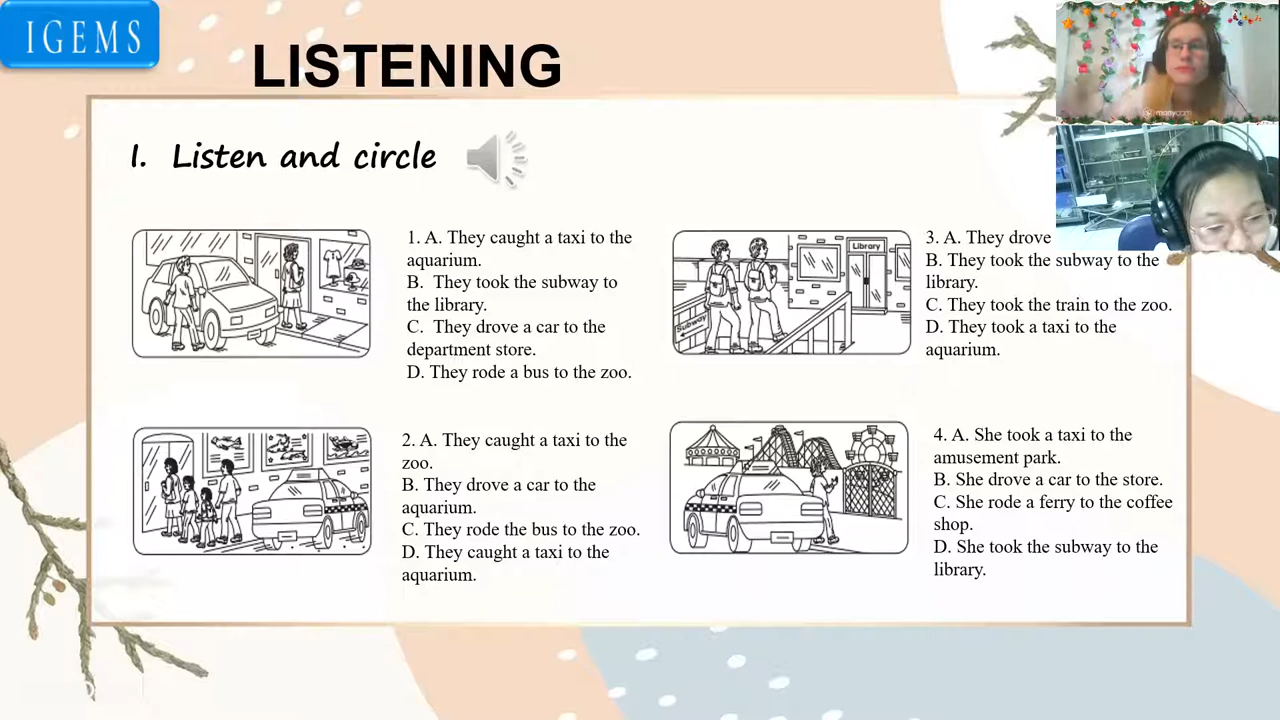 IGEMS
LISTENING
I. Listen and circle
1. A. They caught a taxi to the
aquarium.
B. They took the subway to
the library.
C. They drove a car to the
department store.
D. They rode a bus to the zoo.
2. A. They caught a taxi to the
zoo.
B. They drove a car to the
aquarium.
C. They rode the bus to the zoo.
D. They caught a taxi to the
aquarium.
Library
Subway
3. A. They drove
B. They took the subway to the
library.
C. They took the train to the zoo.
D. They took a taxi to the
aquarium.
4. A. She took a taxi to the
amusement park.
B. She drove a car to the store.
C. She rode a ferry to the coffee
shop.
D. She took the subway to the
library.
manycam